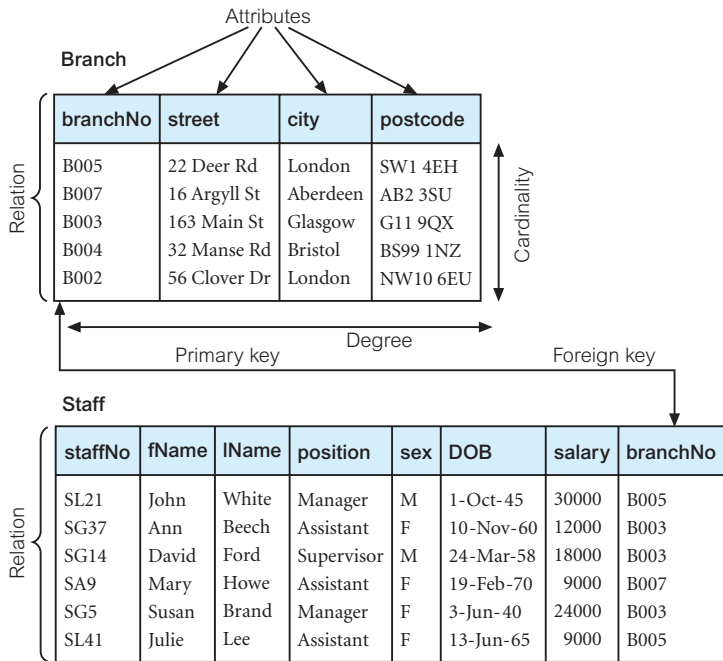 Attributes
Branch
branchNo street city postcode
B005 22 Deer Rd London SW1 4EH
B007 16 Argyll St Aberdeen AB2 3SU
B003 163 Main St Glasgow G11 9QX
B004 32 Manse Rd Bristol BS99 1NZ
B002 56 Clover Dr London NW10 6EU
Relation
Cardinality
Degree
Primary key
Foreign key
Staff
staffNo fName lName position sex DOB salary branchNo
SL21 John White Manager M 1-Oct-45 30000 B005
SG37 Ann Beech Assistant F 10-Nov-60 12000 B003
SG14 David Ford Supervisor M 24-Mar-58 18000 B003
SA9 Mary Howe Assistant F 19-Feb-70 9000 B007
SG5 Susan Brand Manager F 3-Jun-40 24000 B003
SL41 Julie Lee Assistant F 13-Jun-65 9000 B005
Relation